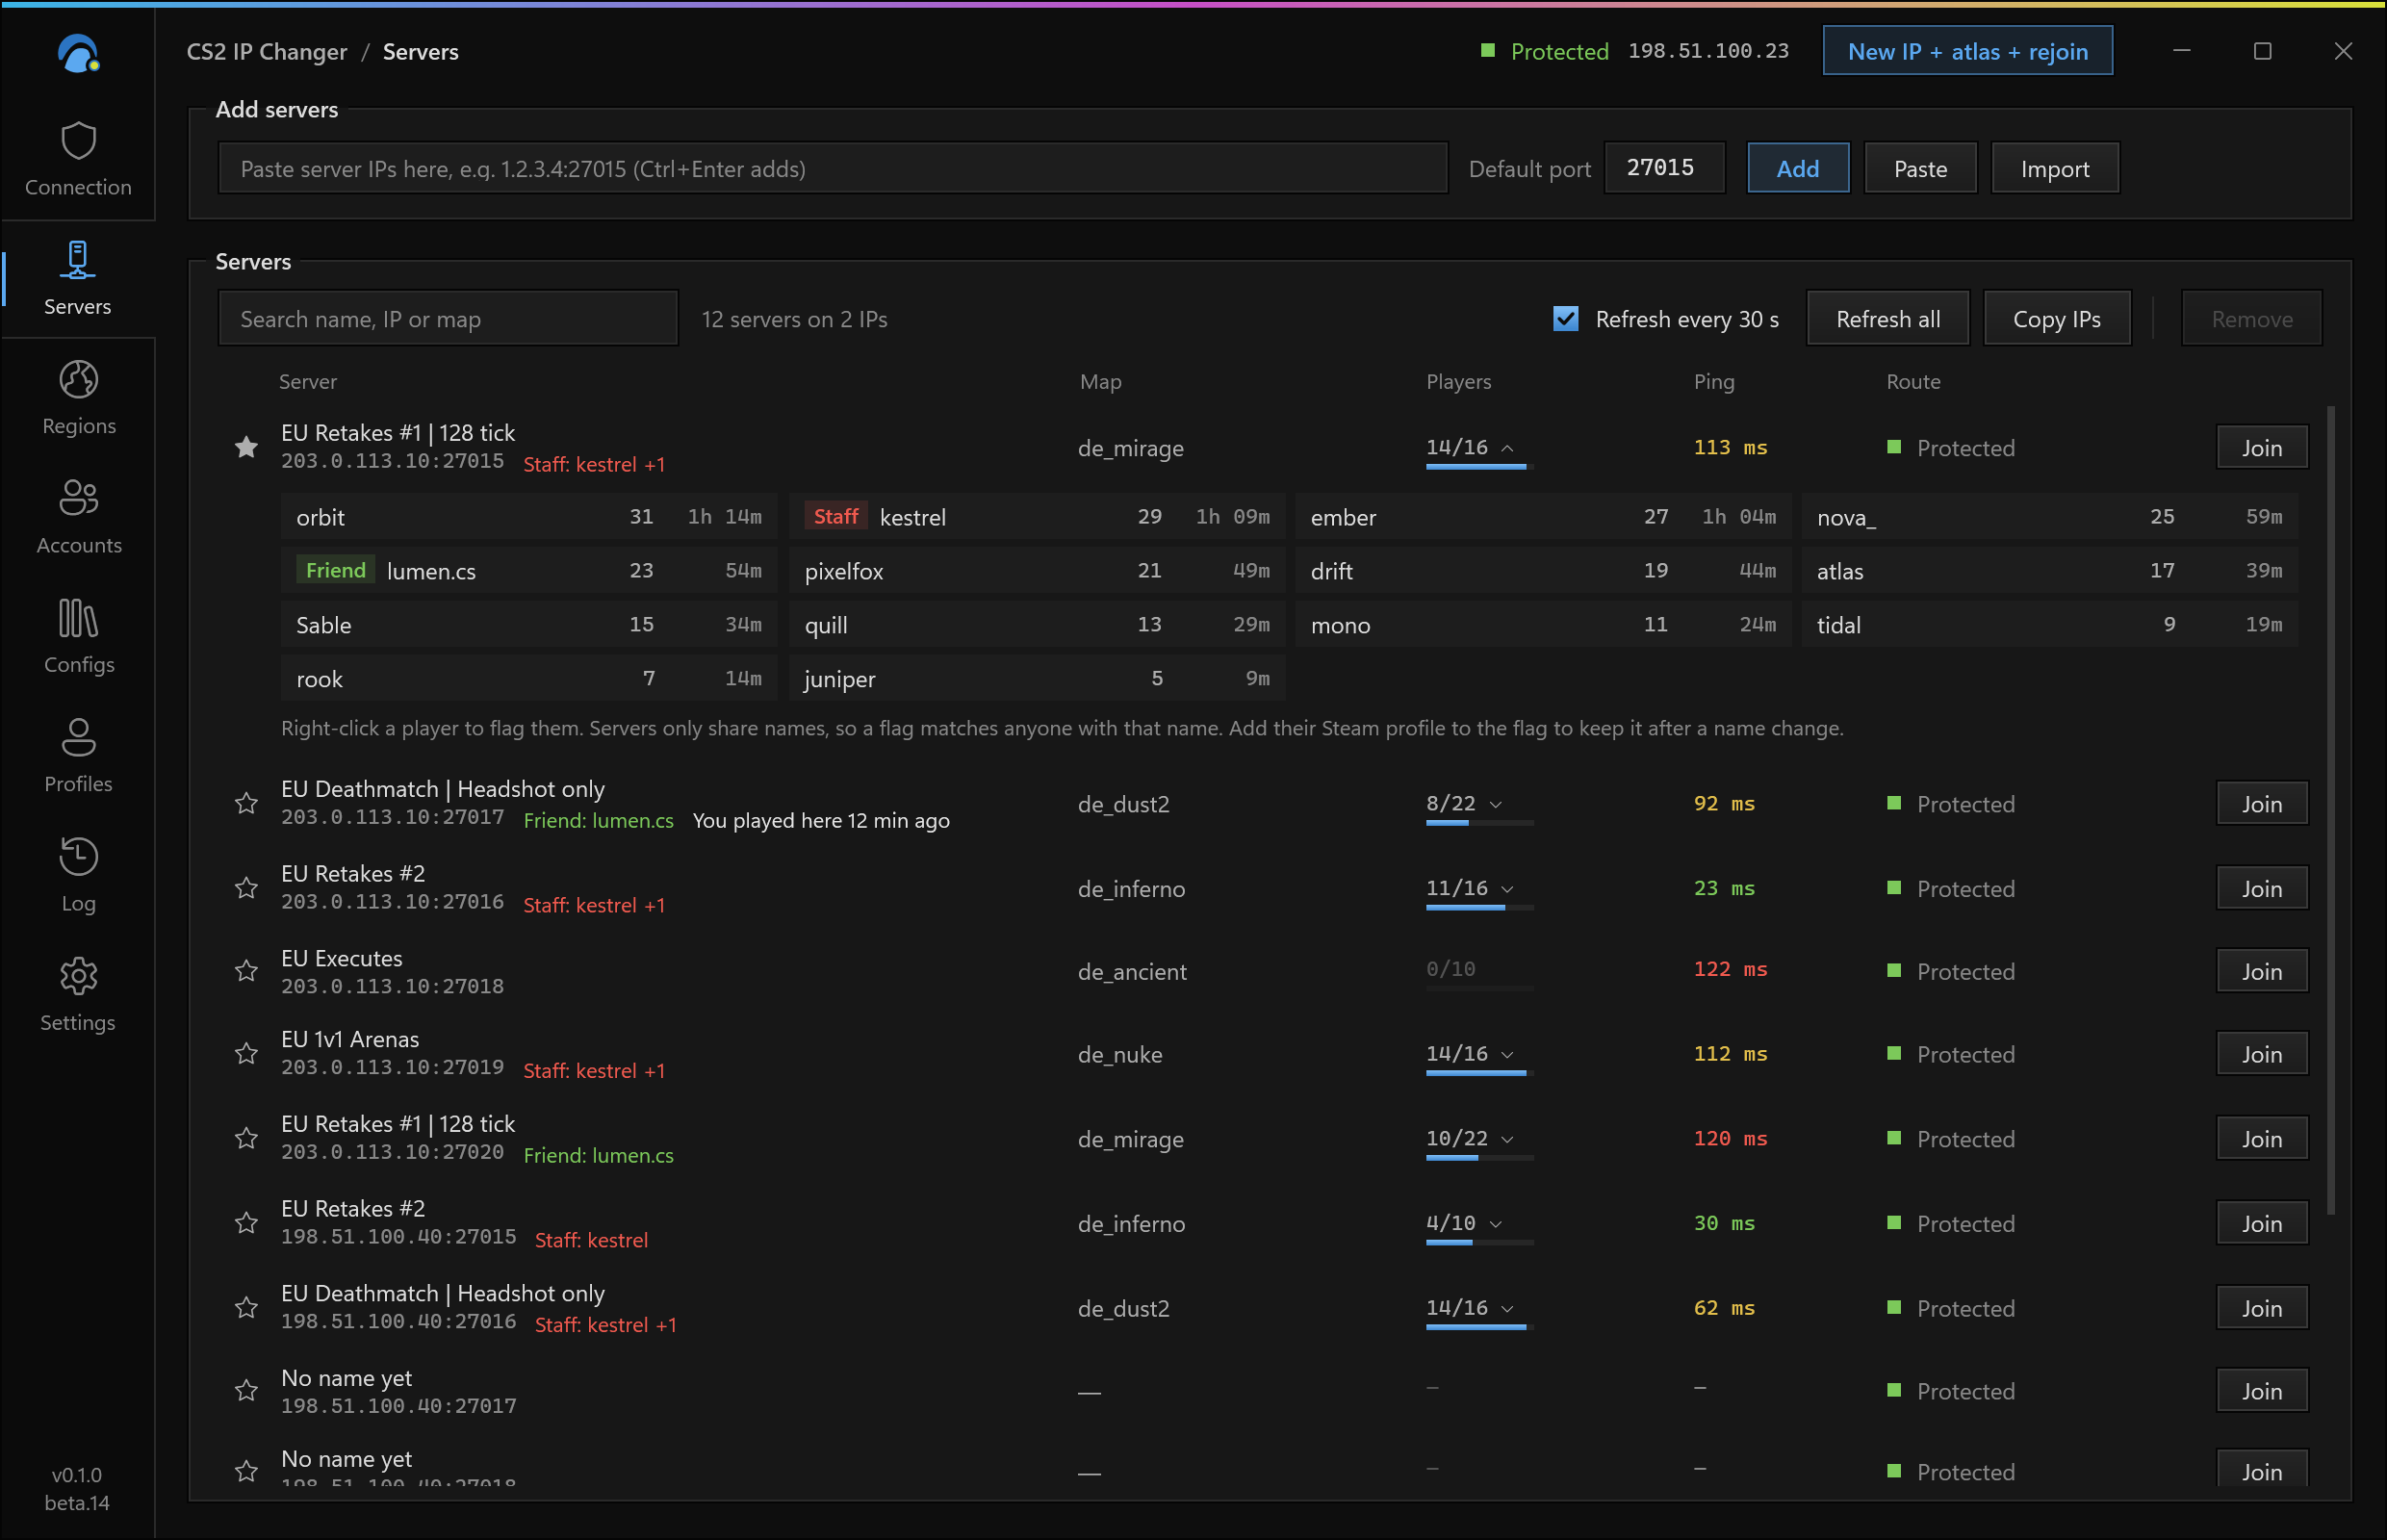 CS2 IP Changer / Servers
Protected 198.51.100.23 New IP + atlas + rejoin
Connection
Servers
Regions
Accounts
Configs
Profiles
Log
Settings
v0.1.0
beta.14
Add servers
Paste server IPs here, e.g. 1.2.3.4:27015 (Ctrl+Enter adds) Default port 27015 Add Paste Import
Servers
Search name, IP or map 12 servers on 2 IPs Refresh every 30 s Refresh all Copy IPs Remove
Server Map Players Ping Route
EU Retakes #1 | 128 tick
203.0.113.10:27015 Staff: kestrel +1 de_mirage 14/16 113 ms Protected Join
orbit 31 1h 14m Staff kestrel 29 1h 09m ember 27 1h 04m nova_ 25 59m
Friend lumen.cs 23 54m pixelfox 21 49m drift 19 44m atlas 17 39m
Sable 15 34m quill 13 29m mono 11 24m tidal 9 19m
rook 7 14m juniper 5 9m
Right-click a player to flag them. Servers only share names, so a flag matches anyone with that name. Add their Steam profile to the flag to keep it after a name change.
EU Deathmatch | Headshot only
203.0.113.10:27017 Friend: lumen.cs You played here 12 min ago de_dust2 8/22 92 ms Protected Join
EU Retakes #2
203.0.113.10:27016 Staff: kestrel +1 de_inferno 11/16 23 ms Protected Join
EU Executes
203.0.113.10:27018 de_ancient 0/10 122 ms Protected Join
EU 1v1 Arenas
203.0.113.10:27019 Staff: kestrel +1 de_nuke 14/16 112 ms Protected Join
EU Retakes #1 | 128 tick
203.0.113.10:27020 Friend: lumen.cs de_mirage 10/22 120 ms Protected Join
EU Retakes #2
198.51.100.40:27015 Staff: kestrel de_inferno 4/10 30 ms Protected Join
EU Deathmatch | Headshot only
198.51.100.40:27016 Staff: kestrel +1 de_dust2 14/16 62 ms Protected Join
No name yet
198.51.100.40:27017 — – – Protected Join
No name yet
198.51.100.40:27018 — – – Protected Join